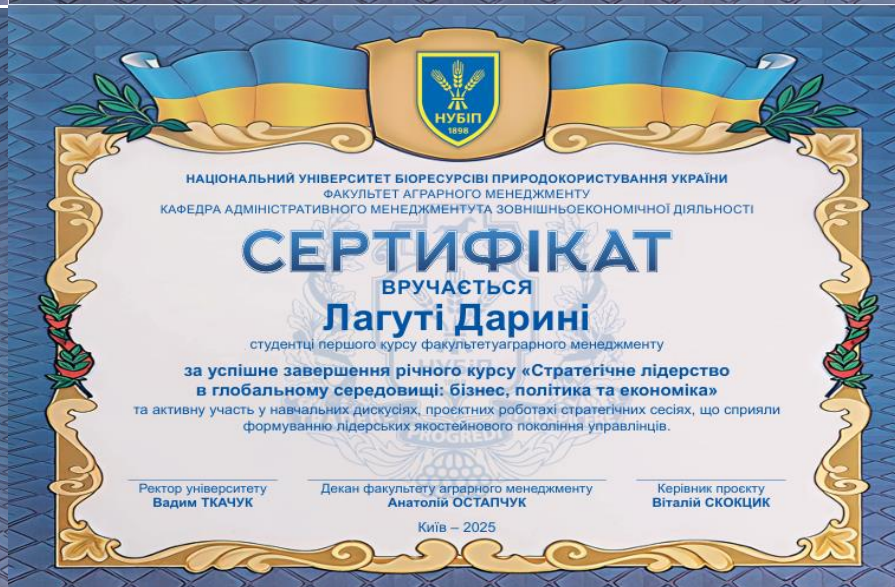 НУБІП
1898
НАЦІОНАЛЬНИЙ УНІВЕРСИТЕТ БІОРЕСУРСІВІ ПРИРОДОКОРИСТУВАННЯ УКРАЇНИ
ФАКУЛЬТЕТ АГРАРНОГО МЕНЕДЖМЕНТУ
КАФЕДРА АДМІНІСТРАТИВНОГО МЕНЕДЖМЕНТУТА ЗОВНІШНЬОЕКОНОМІЧНОЇ ДІЯЛЬНОСТІ
СЕРТИФІКАТ
ВРУЧАЄТЬСЯ
Лагуті Дарині
студентці першого курсу факультетуаграрного менеджменту
за успішне завершення річного курсу «Стратегічне лідерство
в глобальному середовищі: бізнес, політика та економіка»
та активну участь у навчальних дискусіях, проєктних роботахі стратегічних сесіях, що сприяли
формуванню лідерських якостейнового покоління управлінців.
Ректор університету
Вадим ТКАЧУК
Декан факультету аграрного менеджменту
Анатолій ОСТАПЧУК
Керівник проєкту
Віталій СКОКЦИК
Київ – 2025